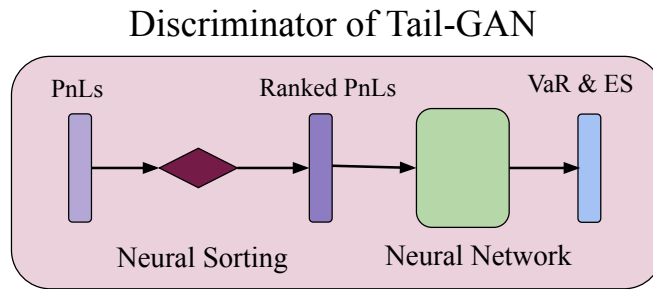 Discriminator of Tail-GAN
PnLs
Ranked PnLs
VaR & ES
Neural Sorting
Neural Network